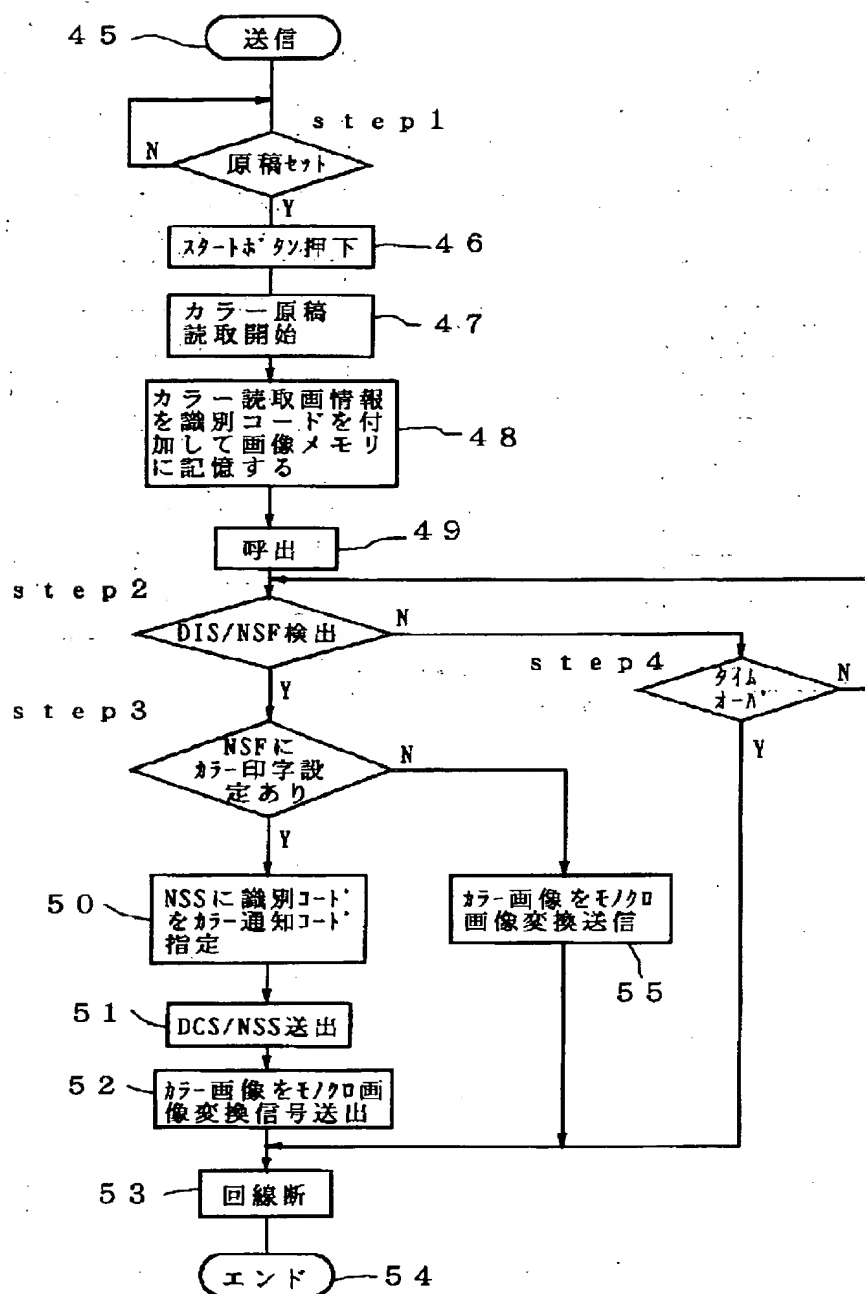 45
送信
step1
N
原稿セット
Y
スタートボタン押下
46
カラー原稿
読取開始
47
カラー読取画情報
を識別コードを付
加して画像メモリ
に記憶する
48
呼出
49
step2
DIS/NSF検出
N
Y
step4
タイム
オーバ
N
Y
step3
NSFに
カラー印字設
定あり
N
Y
50
NSSに識別コード
をカラー通知コード
指定
カラー画像をモノクロ
画像変換送信
55
51
DCS/NSS送出
52
カラー画像をモノクロ画
像変換信号送出
53
回線断
エンド
54